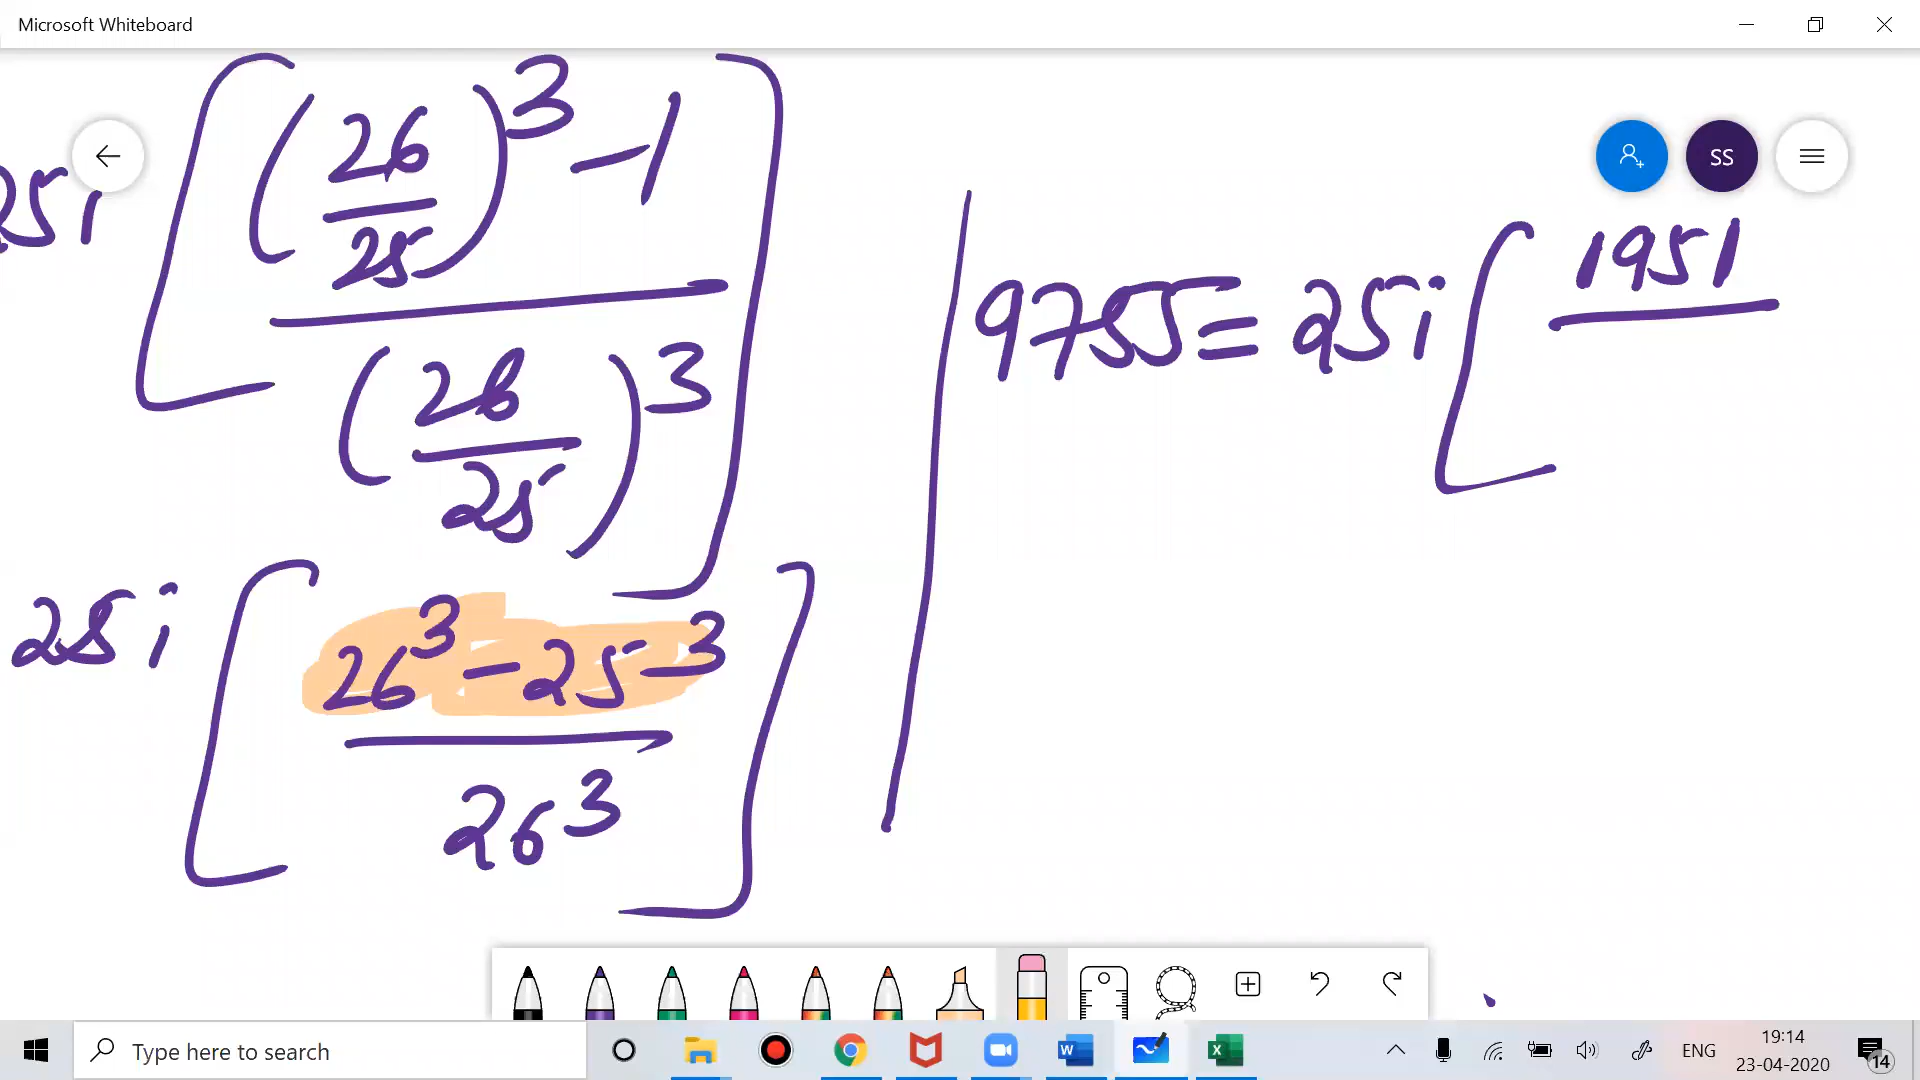 Microsoft Whiteboard
25i [ (26/25)^3 - 1
(26/25)^3 ]
25i [ 26^3 - 25^-3
26^3 ]
9755 = 25i [ 1951
SS
Type here to search
ENG
19:14
23-04-2020
14